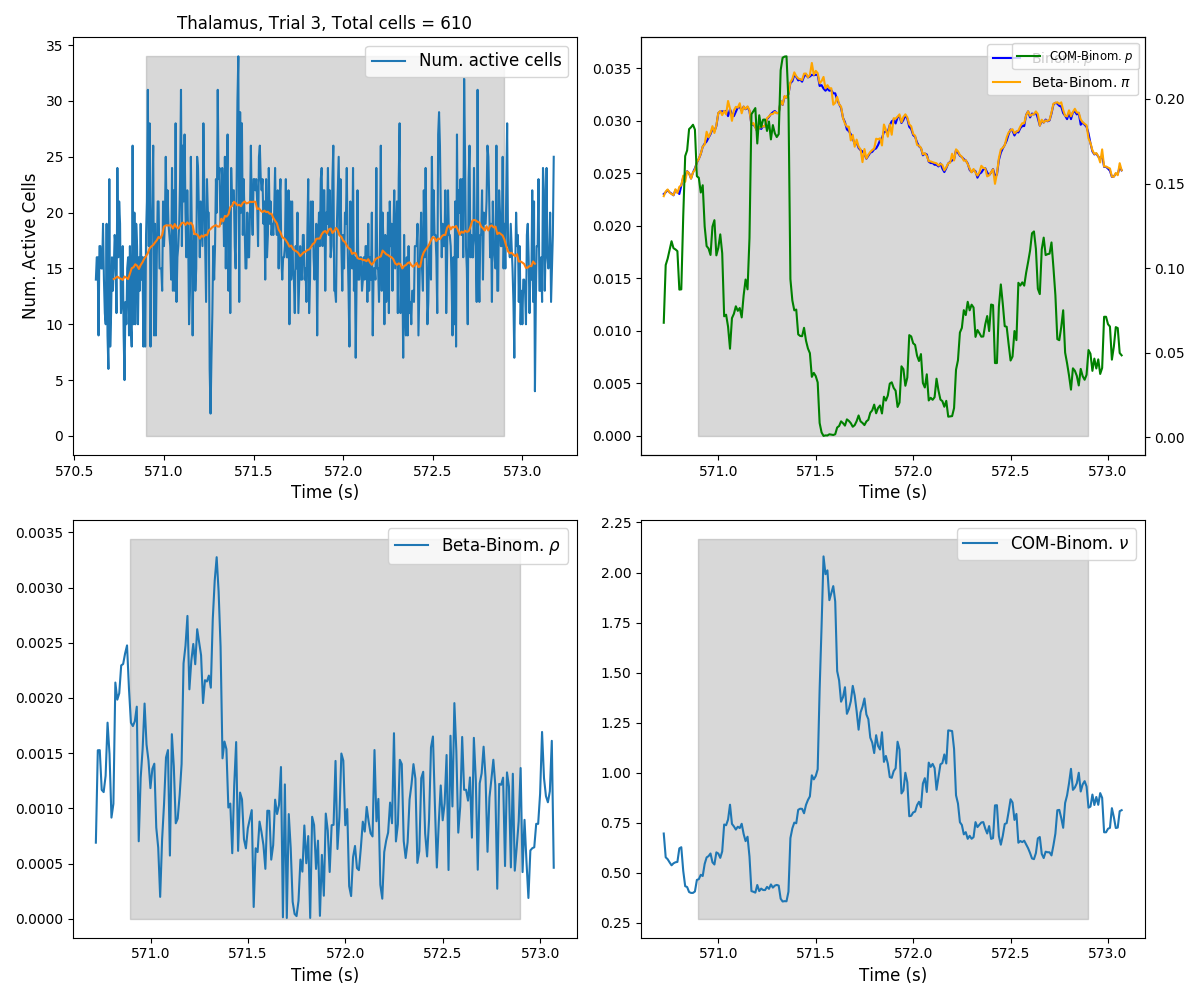 Thalamus, Trial 3, Total cells = 610
Num. active cells
Num. Active Cells
35
30
25
20
15
10
5
0
570.5 571.0 571.5 572.0 572.5 573.0
Time (s)
COM-Binom. p
Beta-Binom. π
0.035
0.030
0.025
0.020
0.015
0.010
0.005
0.000
0.20
0.15
0.10
0.05
0.00
571.0 571.5 572.0 572.5 573.0
Time (s)
Beta-Binom. ρ
0.0035
0.0030
0.0025
0.0020
0.0015
0.0010
0.0005
0.0000
571.0 571.5 572.0 572.5 573.0
Time (s)
COM-Binom. ν
2.25
2.00
1.75
1.50
1.25
1.00
0.75
0.50
0.25
571.0 571.5 572.0 572.5 573.0
Time (s)